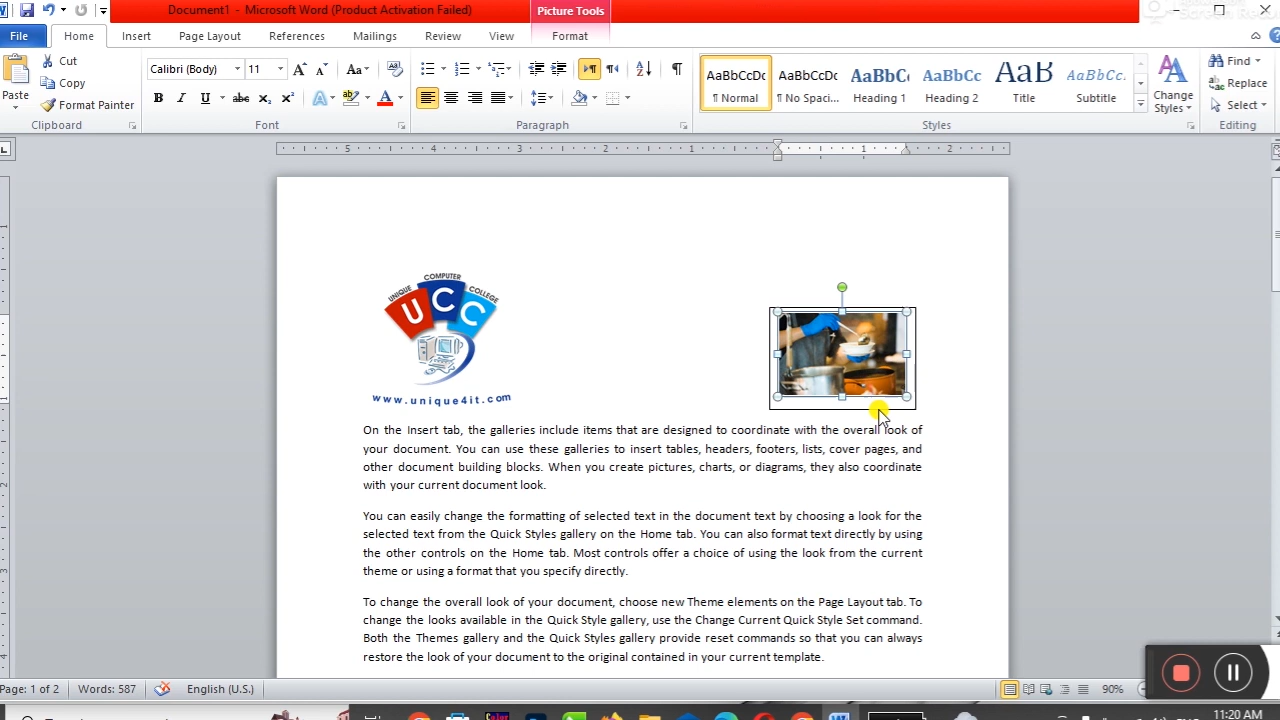 Document1 - Microsoft Word (Product Activation Failed)
Picture Tools
File
Home
Insert
Page Layout
References
Mailings
Review
View
Format
Paste
Cut
Copy
Format Painter
Clipboard
Calibri (Body)
11
Font
Paragraph
AaBbCcDc
¶ Normal
AaBbCcDc
¶ No Spaci...
AaBbC
Heading 1
AaBbCc
Heading 2
AaB
Title
AaBbCc.
Subtitle
Change
Styles
Styles
Find
Replace
Select
Editing
5 4 3 2 1 1 2
UNIQUE COMPUTER COLLEGE
UCC
www.unique4it.com
On the Insert tab, the galleries include items that are designed to coordinate with the overall look of
your document. You can use these galleries to insert tables, headers, footers, lists, cover pages, and
other document building blocks. When you create pictures, charts, or diagrams, they also coordinate
with your current document look.
You can easily change the formatting of selected text in the document text by choosing a look for the
selected text from the Quick Styles gallery on the Home tab. You can also format text directly by using
the other controls on the Home tab. Most controls offer a choice of using the look from the current
theme or using a format that you specify directly.
To change the overall look of your document, choose new Theme elements on the Page Layout tab. To
change the looks available in the Quick Style gallery, use the Change Current Quick Style Set command.
Both the Themes gallery and the Quick Styles gallery provide reset commands so that you can always
restore the look of your document to the original contained in your current template.
Page: 1 of 2
Words: 587
English (U.S.)
90%
11:20 AM